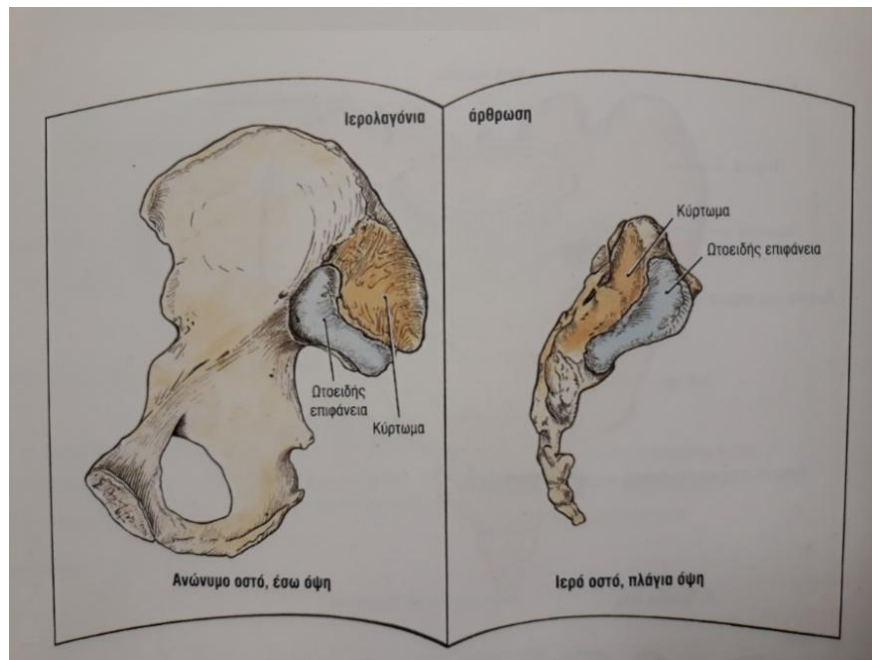 Ιερολαγόνια άρθρωση
Κύρτωμα
Ωτοειδής επιφάνεια
Ωτοειδής
επιφάνεια
Κύρτωμα
Ανώνυμο οστό, έσω όψη
Ιερό οστό, πλάγια όψη